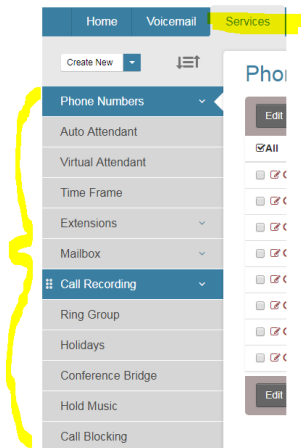 Home Voicemail Services
Create New
Phone Numbers
Edit
All
Auto Attendant
Virtual Attendant
Time Frame
Extensions
Mailbox
Call Recording
Ring Group
Holidays
Conference Bridge
Hold Music
Edit
Call Blocking